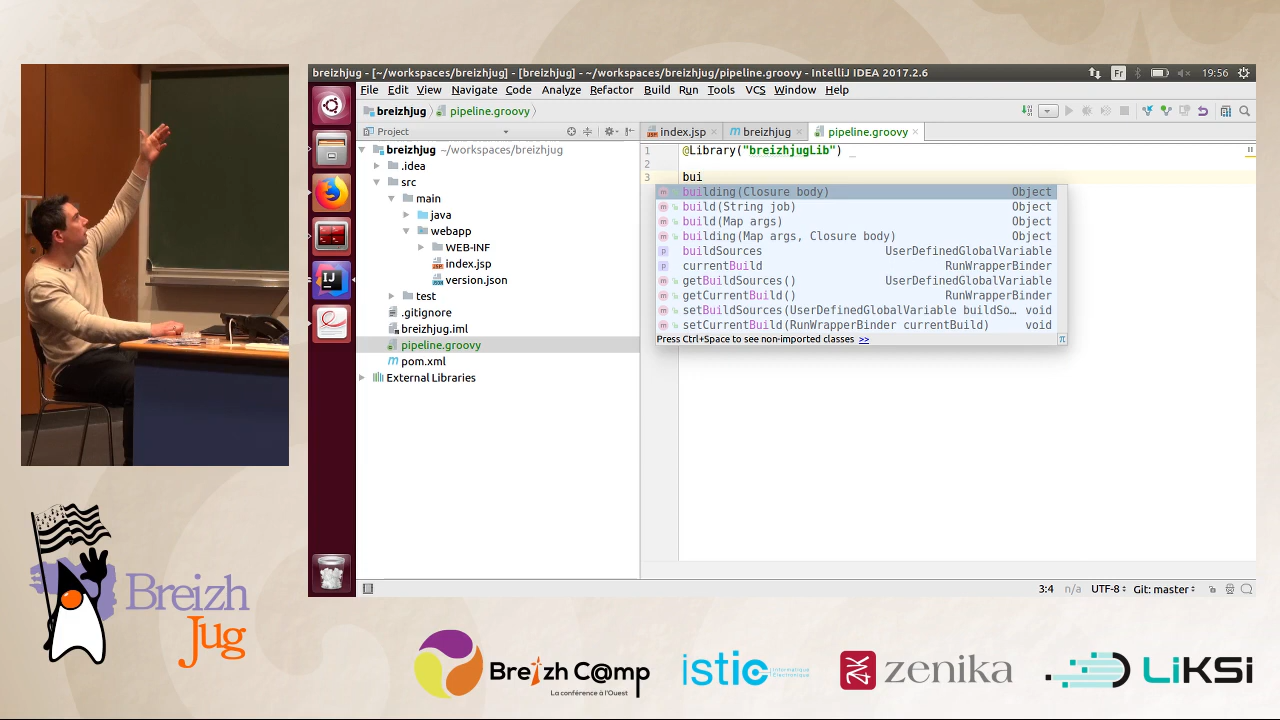 breizhjug - [~/workspaces/breizhjug] - [breizhjug] - ~/workspaces/breizhjug/pipeline.groovy - IntelliJ IDEA 2017.2.6
Fr
19:56
File Edit View Navigate Code Analyze Refactor Build Run Tools VCS Window Help
breizhjug pipeline.groovy
Project
index.jsp breizhjug pipeline.groovy
breizhjug ~/workspaces/breizhjug
.idea
src
main
java
webapp
WEB-INF
index.jsp
version.json
test
.gitignore
breizhjug.iml
pipeline.groovy
pom.xml
External Libraries
1 @Library("breizhjugLib") _
2
3 bui
building(Closure body) Object
build(String job) Object
build(Map args) Object
building(Map args, Closure body) Object
buildSources UserDefinedGlobalVariable
currentBuild RunWrapperBinder
getBuildSources() UserDefinedGlobalVariable
getCurrentBuild() RunWrapperBinder
setBuildSources(UserDefinedGlobalVariable buildSo… void
setCurrentBuild(RunWrapperBinder currentBuild) void
Press Ctrl+Space to see non-imported classes >>
3:4 n/a UTF-8 Git: master
Breizh
Jug
Breizh C@mp
La conférence à l'Ouest
istic Informatique
Electronique
zenika
LiKSi